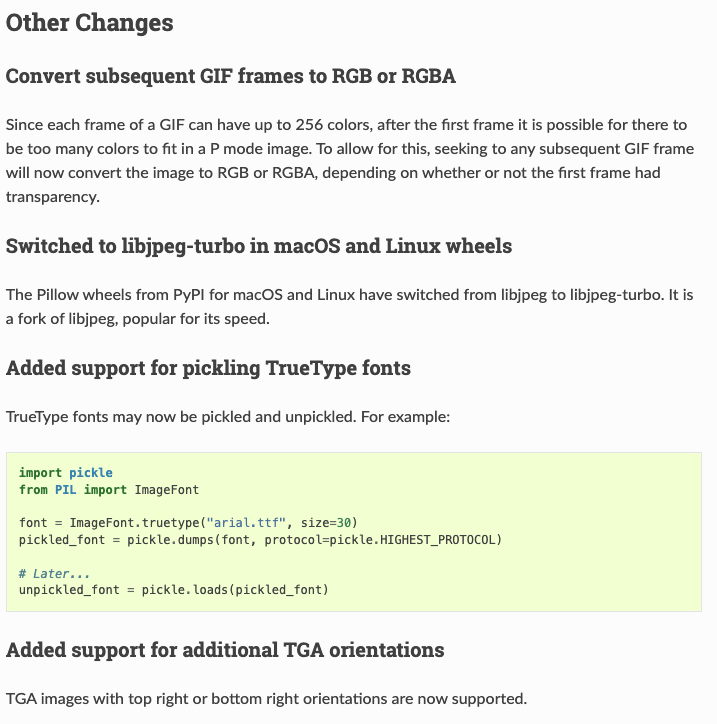 Other Changes
Convert subsequent GIF frames to RGB or RGBA
Since each frame of a GIF can have up to 256 colors, after the first frame it is possible for there to
be too many colors to fit in a P mode image. To allow for this, seeking to any subsequent GIF frame
will now convert the image to RGB or RGBA, depending on whether or not the first frame had
transparency.
Switched to libjpeg-turbo in macOS and Linux wheels
The Pillow wheels from PyPI for macOS and Linux have switched from libjpeg to libjpeg-turbo. It is
a fork of libjpeg, popular for its speed.
Added support for pickling TrueType fonts
TrueType fonts may now be pickled and unpickled. For example:
import pickle
from PIL import ImageFont
font = ImageFont.truetype("arial.ttf", size=30)
pickled_font = pickle.dumps(font, protocol=pickle.HIGHEST_PROTOCOL)
# Later...
unpickled_font = pickle.loads(pickled_font)
Added support for additional TGA orientations
TGA images with top right or bottom right orientations are now supported.